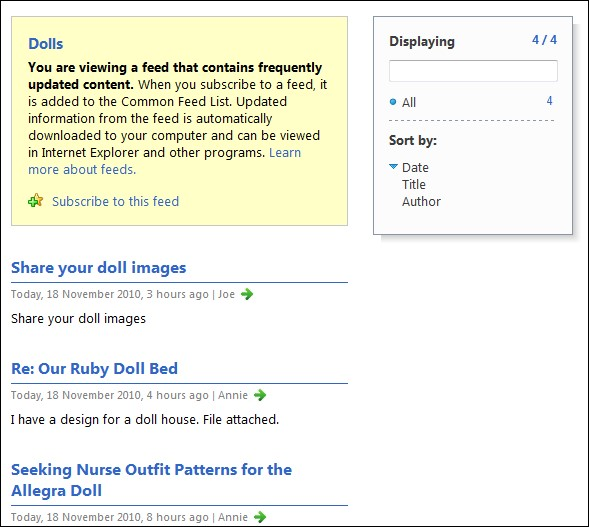 Dolls
You are viewing a feed that contains frequently
updated content. When you subscribe to a feed, it
is added to the Common Feed List. Updated
information from the feed is automatically
downloaded to your computer and can be viewed
in Internet Explorer and other programs. Learn
more about feeds.
Subscribe to this feed
Displaying 4 / 4
All 4
Sort by:
Date
Title
Author
Share your doll images
Today, 18 November 2010, 3 hours ago | Joe
Share your doll images
Re: Our Ruby Doll Bed
Today, 18 November 2010, 4 hours ago | Annie
I have a design for a doll house. File attached.
Seeking Nurse Outfit Patterns for the
Allegra Doll
Today, 18 November 2010, 8 hours ago | Annie